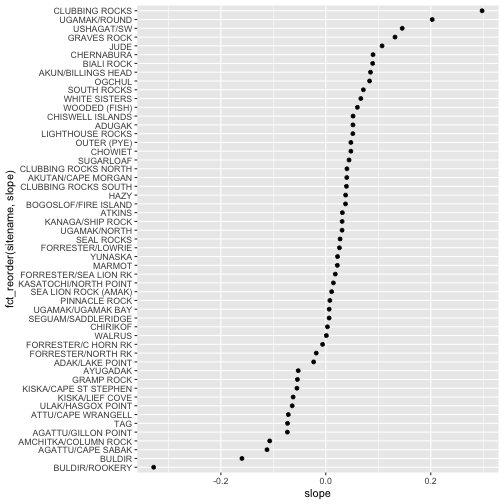 CLUBBING ROCKS
UGAMAK/ROUND
USHAGAT/SW
GRAVES ROCK
JUDE
CHERNABURA
BIALI ROCK
AKUN/BILLINGS HEAD
OGCHUL
SOUTH ROCKS
WHITE SISTERS
WOODED (FISH)
CHISWELL ISLANDS
ADUGAK
LIGHTHOUSE ROCKS
OUTER (PYE)
CHOWIET
SUGARLOAF
CLUBBING ROCKS NORTH
AKUTAN/CAPE MORGAN
CLUBBING ROCKS SOUTH
HAZY
BOGOSLOF/FIRE ISLAND
ATKINS
KANAGA/SHIP ROCK
UGAMAK/NORTH
SEAL ROCKS
FORRESTER/LOWRIE
YUNASKA
MARMOT
FORRESTER/SEA LION RK
KASATOCHI/NORTH POINT
SEA LION ROCK (AMAK)
PINNACLE ROCK
UGAMAK/UGAMAK BAY
SEGUAM/SADDLERIDGE
CHIRIKOF
WALRUS
FORRESTER/C HORN RK
FORRESTER/NORTH RK
ADAK/LAKE POINT
AYUGADAK
GRAMP ROCK
KISKA/CAPE ST STEPHEN
KISKA/LIEF COVE
ULAK/HASGOX POINT
ATTU/CAPE WRANGELL
TAG
AGATTU/GILLON POINT
AMCHITKA/COLUMN ROCK
AGATTU/CAPE SABAK
BULDIR
BULDIR/ROOKERY
fct_reorder(sitename, slope)
-0.2 0.0 0.2
slope